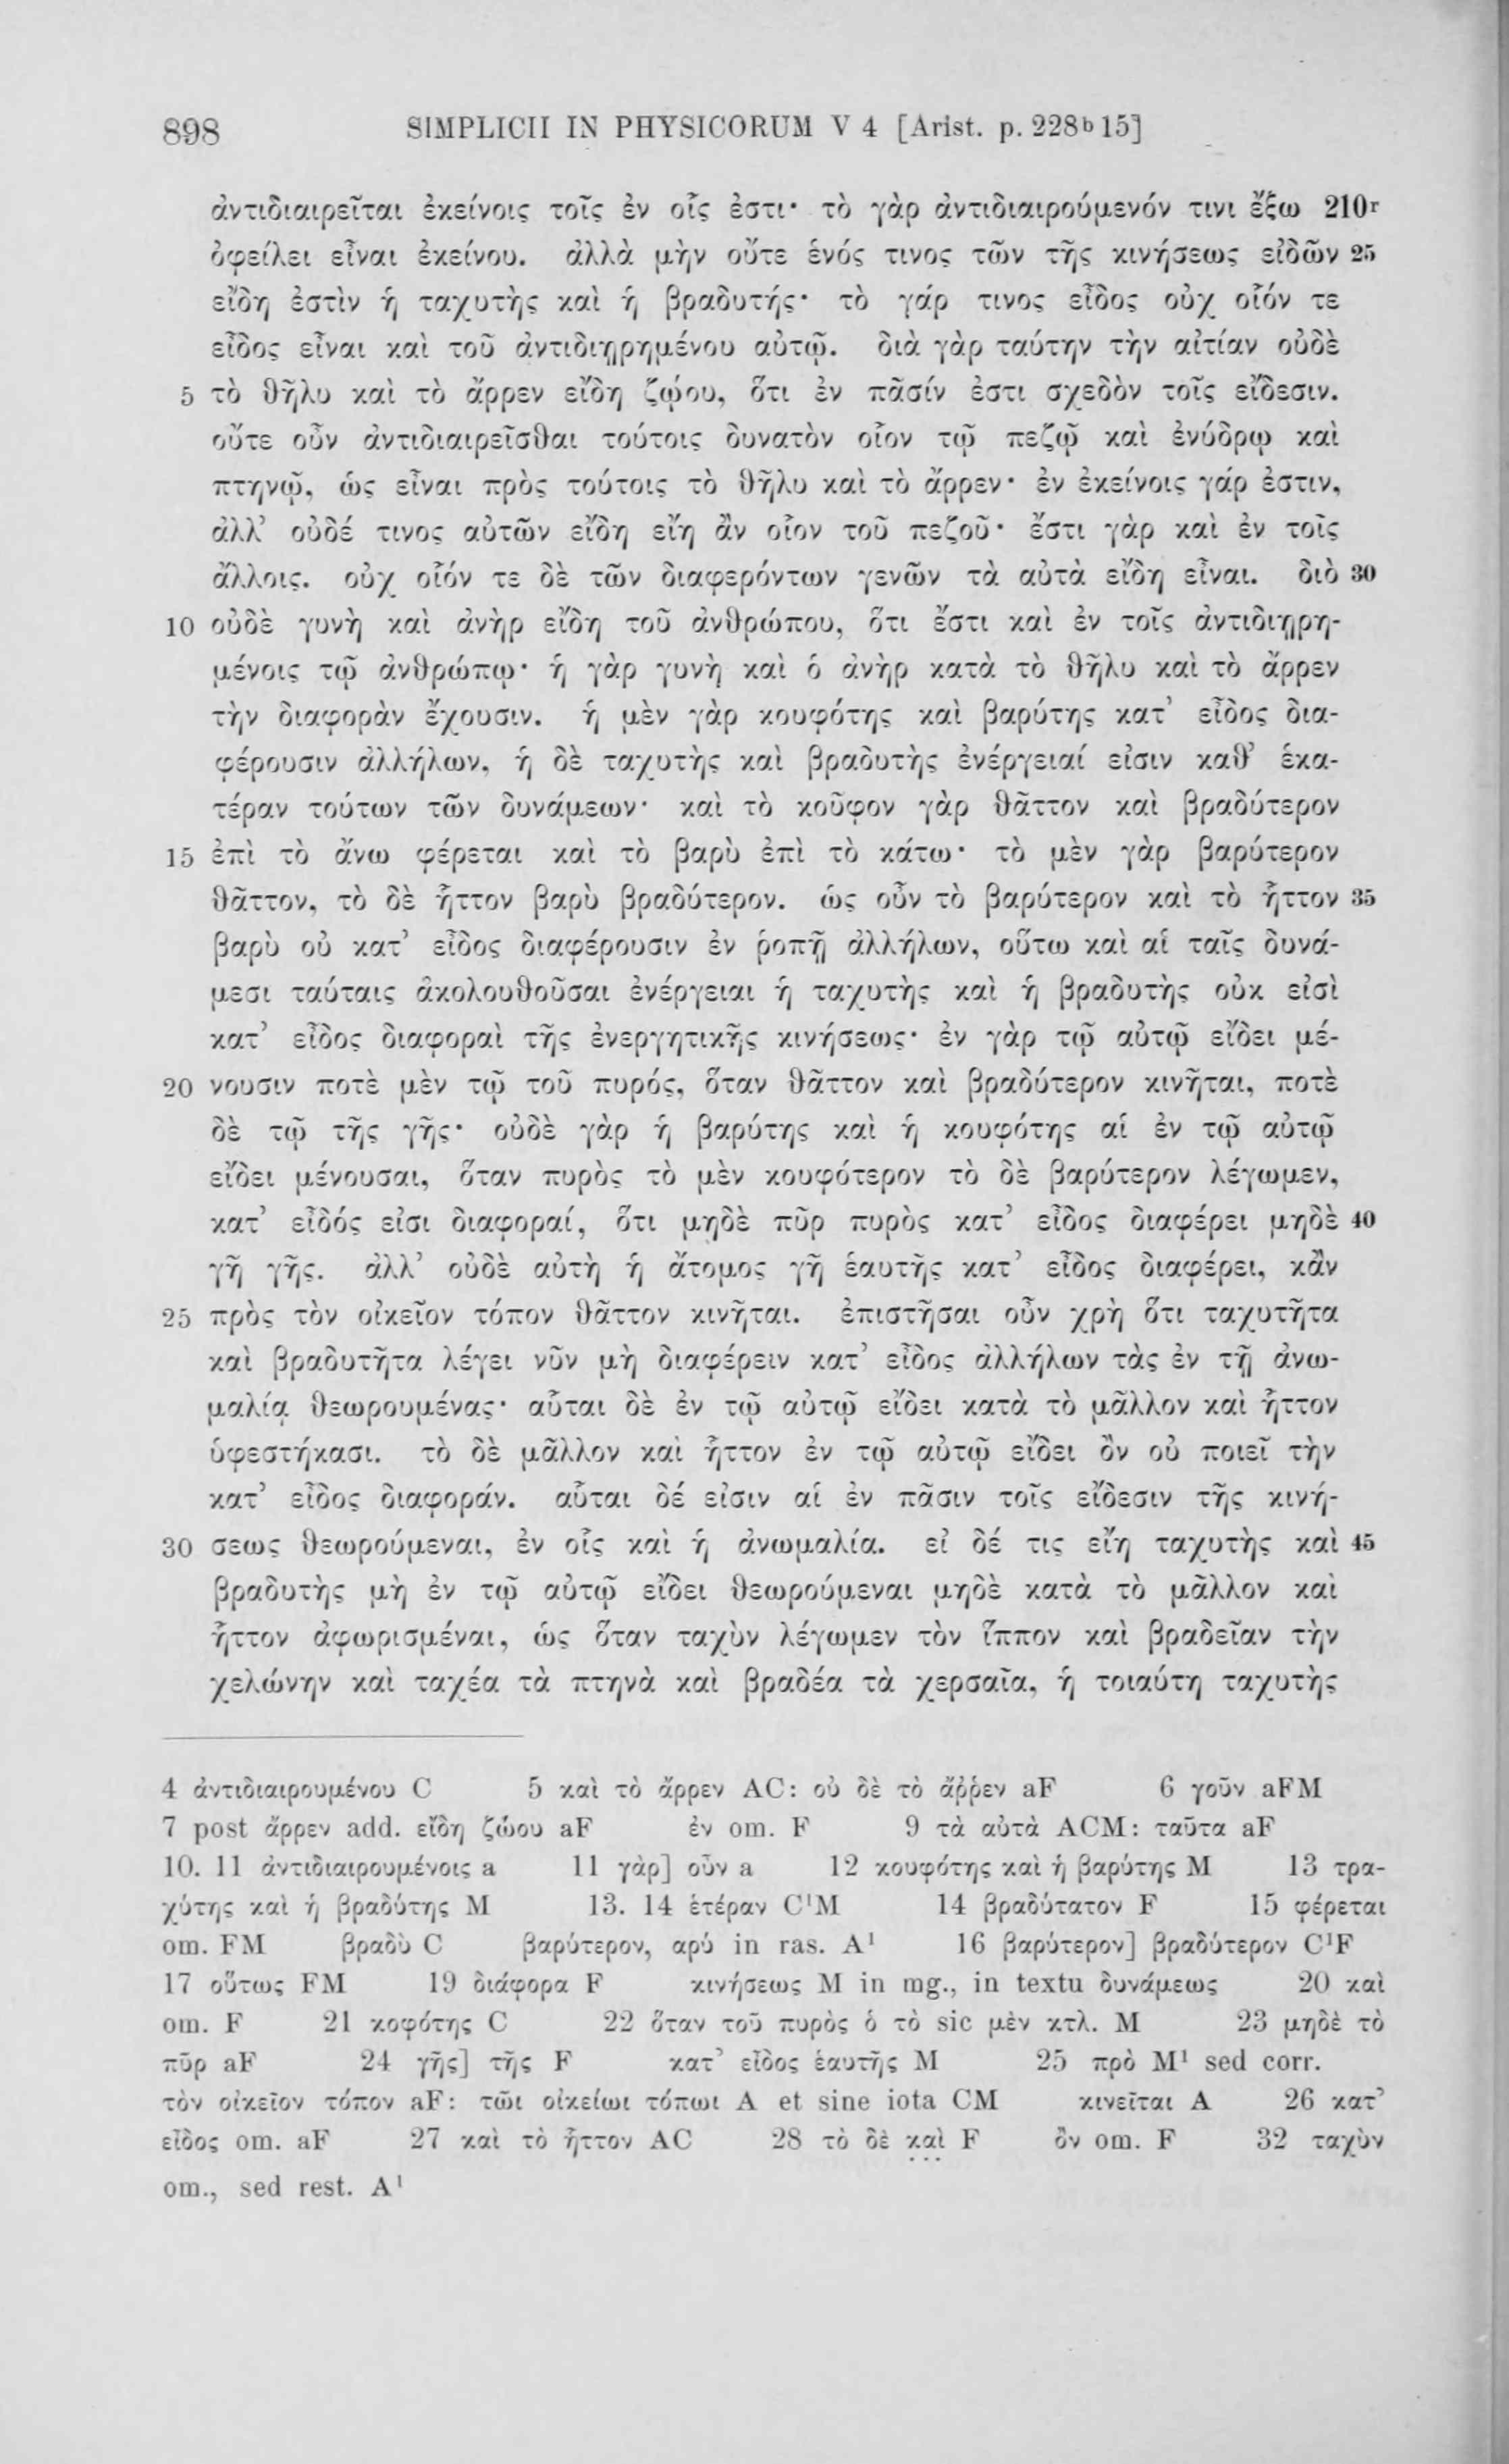 898 SIMPLICII IN PHYSICORUM V 4 [Arist. p. 228ᵇ15]
ἀντιδιαιρεῖται ἐκείνοις τοῖς ἐν οἷς ἐστι· τὸ γὰρ ἀντιδιαιρούμενόν τινι ἔξω 210ʳ
ὀφείλει εἶναι ἐκείνου. ἀλλὰ μὴν οὔτε ἑνός τινος τῶν τῆς κινήσεως εἰδῶν 25
εἴδη ἐστὶν ἡ ταχυτὴς καὶ ἡ βραδυτής· τὸ γάρ τινος εἶδος οὐχ οἷόν τε
εἶδος εἶναι καὶ τοῦ ἀντιδιῃρημένου αὐτῷ. διὰ γὰρ ταύτην τὴν αἰτίαν οὐδὲ
5 τὸ θῆλυ καὶ τὸ ἄρρεν εἴδη ζῴου, ὅτι ἐν πᾶσίν ἐστι σχεδὸν τοῖς εἴδεσιν.
οὔτε οὖν ἀντιδιαιρεῖσθαι τούτοις δυνατὸν οἷον τῷ πεζῷ καὶ ἐνύδρῳ καὶ
πτηνῷ, ὡς εἶναι πρὸς τούτοις τὸ θῆλυ καὶ τὸ ἄρρεν· ἐν ἐκείνοις γάρ ἐστιν,
ἀλλ’ οὐδέ τινος αὐτῶν εἴδη εἴη ἂν οἷον τοῦ πεζοῦ· ἔστι γὰρ καὶ ἐν τοῖς
ἄλλοις. οὐχ οἷόν τε δὲ τῶν διαφερόντων γενῶν τὰ αὐτὰ εἴδη εἶναι. διὸ 30
10 οὐδὲ γυνὴ καὶ ἀνὴρ εἴδη τοῦ ἀνθρώπου, ὅτι ἔστι καὶ ἐν τοῖς ἀντιδιῃρη-
μένοις τῷ ἀνθρώπῳ· ἡ γὰρ γυνὴ καὶ ὁ ἀνὴρ κατὰ τὸ θῆλυ καὶ τὸ ἄρρεν
τὴν διαφορὰν ἔχουσιν. ἡ μὲν γὰρ κουφότης καὶ βαρύτης κατ’ εἶδος δια-
φέρουσιν ἀλλήλων, ἡ δὲ ταχυτὴς καὶ βραδυτὴς ἐνέργειαί εἰσιν καθ’ ἑκα-
τέραν τούτων τῶν δυνάμεων· καὶ τὸ κοῦφον γὰρ θᾶττον καὶ βραδύτερον
15 ἐπὶ τὸ ἄνω φέρεται καὶ τὸ βαρὺ ἐπὶ τὸ κάτω· τὸ μὲν γὰρ βαρύτερον
θᾶττον, τὸ δὲ ἧττον βαρὺ βραδύτερον. ὡς οὖν τὸ βαρύτερον καὶ τὸ ἧττον 35
βαρὺ οὐ κατ’ εἶδος διαφέρουσιν ἐν ῥοπῇ ἀλλήλων, οὕτω καὶ αἱ ταῖς δυνά-
μεσι ταύταις ἀκολουθοῦσαι ἐνέργειαι ἡ ταχυτὴς καὶ ἡ βραδυτὴς οὐκ εἰσὶ
κατ’ εἶδος διαφοραὶ τῆς ἐνεργητικῆς κινήσεως· ἐν γὰρ τῷ αὐτῷ εἴδει μέ-
20 νουσιν ποτὲ μὲν τῷ τοῦ πυρός, ὅταν θᾶττον καὶ βραδύτερον κινῆται, ποτὲ
δὲ τῷ τῆς γῆς· οὐδὲ γὰρ ἡ βαρύτης καὶ ἡ κουφότης αἱ ἐν τῷ αὐτῷ
εἴδει μένουσαι, ὅταν πυρὸς τὸ μὲν κουφότερον τὸ δὲ βαρύτερον λέγωμεν,
κατ’ εἶδός εἰσι διαφοραί, ὅτι μηδὲ πῦρ πυρὸς κατ’ εἶδος διαφέρει μηδὲ 40
γῆ γῆς. ἀλλ’ οὐδὲ αὐτὴ ἡ ἄτομος γῆ ἑαυτῆς κατ’ εἶδος διαφέρει, κἂν
25 πρὸς τὸν οἰκεῖον τόπον θᾶττον κινῆται. ἐπιστῆσαι οὖν χρὴ ὅτι ταχυτῆτα
καὶ βραδυτῆτα λέγει νῦν μὴ διαφέρειν κατ’ εἶδος ἀλλήλων τὰς ἐν τῇ ἀνω-
μαλίᾳ θεωρουμένας· αὗται δὲ ἐν τῷ αὐτῷ εἴδει κατὰ τὸ μᾶλλον καὶ ἧττον
ὑφεστήκασι. τὸ δὲ μᾶλλον καὶ ἧττον ἐν τῷ αὐτῷ εἴδει ὂν οὐ ποιεῖ τὴν
κατ’ εἶδος διαφοράν. αὗται δέ εἰσιν αἱ ἐν πᾶσιν τοῖς εἴδεσιν τῆς κινή-
30 σεως θεωρούμεναι, ἐν οἷς καὶ ἡ ἀνωμαλία. εἰ δέ τις εἴη ταχυτὴς καὶ 45
βραδυτὴς μὴ ἐν τῷ αὐτῷ εἴδει θεωρούμεναι μηδὲ κατὰ τὸ μᾶλλον καὶ
ἧττον ἀφωρισμέναι, ὡς ὅταν ταχὺν λέγωμεν τὸν ἵππον καὶ βραδεῖαν τὴν
χελώνην καὶ ταχέα τὰ πτηνὰ καὶ βραδέα τὰ χερσαῖα, ἡ τοιαύτη ταχυτὴς
4 ἀντιδιαιρουμένου C 5 καὶ τὸ ἄρρεν AC: οὐ δὲ τὸ ἄῤῥεν aF 6 γοῦν aFM
7 post ἄρρεν add. εἴδη ζώου aF ἐν om. F 9 τὰ αὐτὰ ACM: ταῦτα aF
10. 11 ἀντιδιαιρουμένοις a 11 γὰρ] οὖν a 12 κουφότης καὶ ἡ βαρύτης M 13 τρα-
χύτης καὶ ἡ βραδύτης M 13. 14 ἑτέραν C¹M 14 βραδύτατον F 15 φέρεται
om. FM βραδὺ C βαρύτερον, αρύ in ras. A¹ 16 βαρύτερον] βραδύτερον C¹F
17 οὕτως FM 19 διάφορα F κινήσεως M in mg., in textu δυνάμεως 20 καὶ
om. F 21 κοφότης C 22 ὅταν τοῦ πυρὸς ὁ τὸ sic μὲν κτλ. M 23 μηδὲ τὸ
πῦρ aF 24 γῆς] τῆς F κατ’ εἶδος ἑαυτῆς M 25 πρὸ M¹ sed corr.
τὸν οἰκεῖον τόπον aF: τῶι οἰκείωι τόπωι A et sine iota CM κινεῖται A 26 κατ’
εἶδος om. aF 27 καὶ τὸ ἧττον AC 28 τὸ δὲ καὶ F ὂν om. F 32 ταχὺν
om., sed rest. A¹